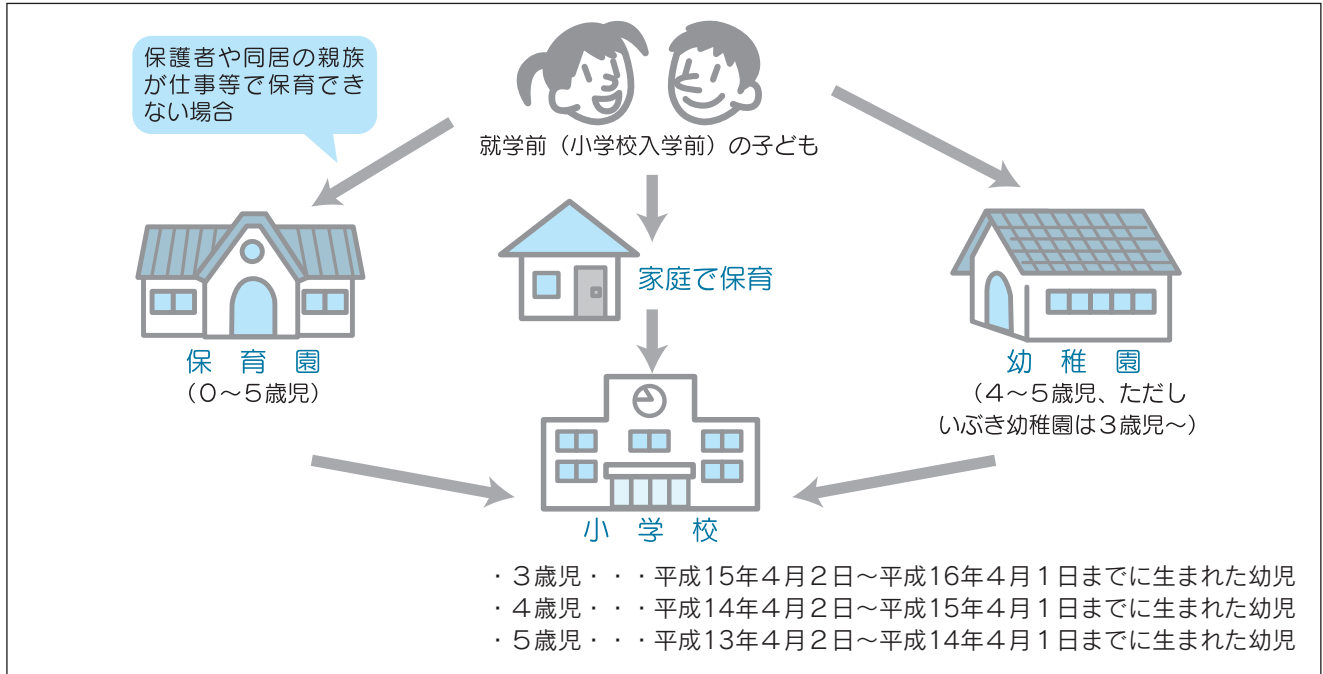 保護者や同居の親族
が仕事等で保育でき
ない場合
就学前（小学校入学前）の子ども
家庭で保育
保育園
（０～５歳児）
幼稚園
（４～５歳児、ただし
いぶき幼稚園は３歳児～）
小学校
・３歳児・・・平成15年４月２日～平成16年４月１日までに生まれた幼児
・４歳児・・・平成14年４月２日～平成15年４月１日までに生まれた幼児
・５歳児・・・平成13年４月２日～平成14年４月１日までに生まれた幼児